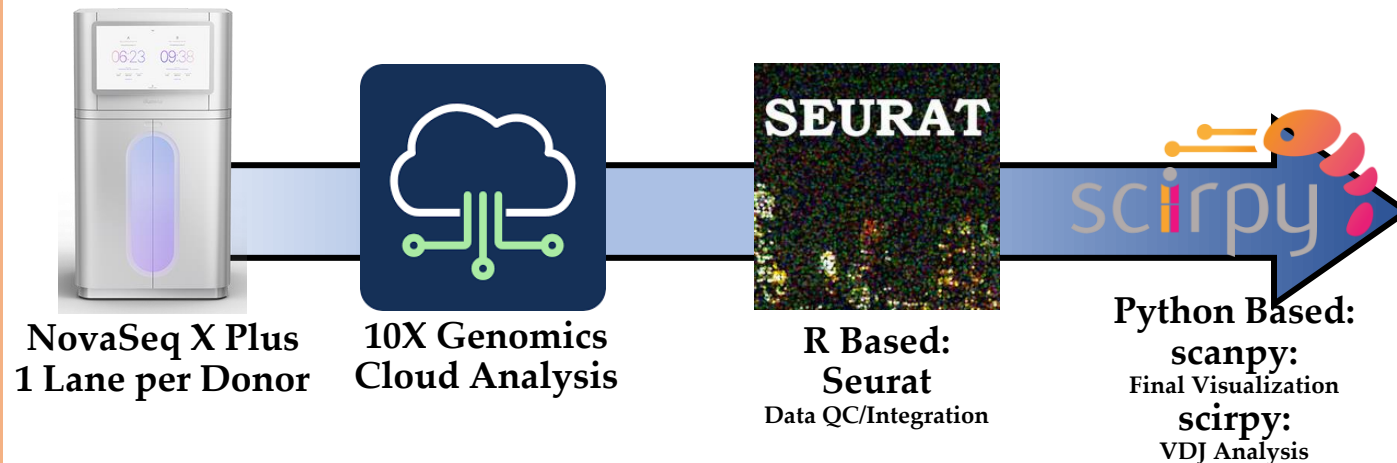 06:23 09:38
SEURAT
scirpy
NovaSeq X Plus
1 Lane per Donor
10X Genomics
Cloud Analysis
R Based:
Seurat
Data QC/Integration
Python Based:
scanpy:
Final Visualization
scirpy:
VDJ Analysis